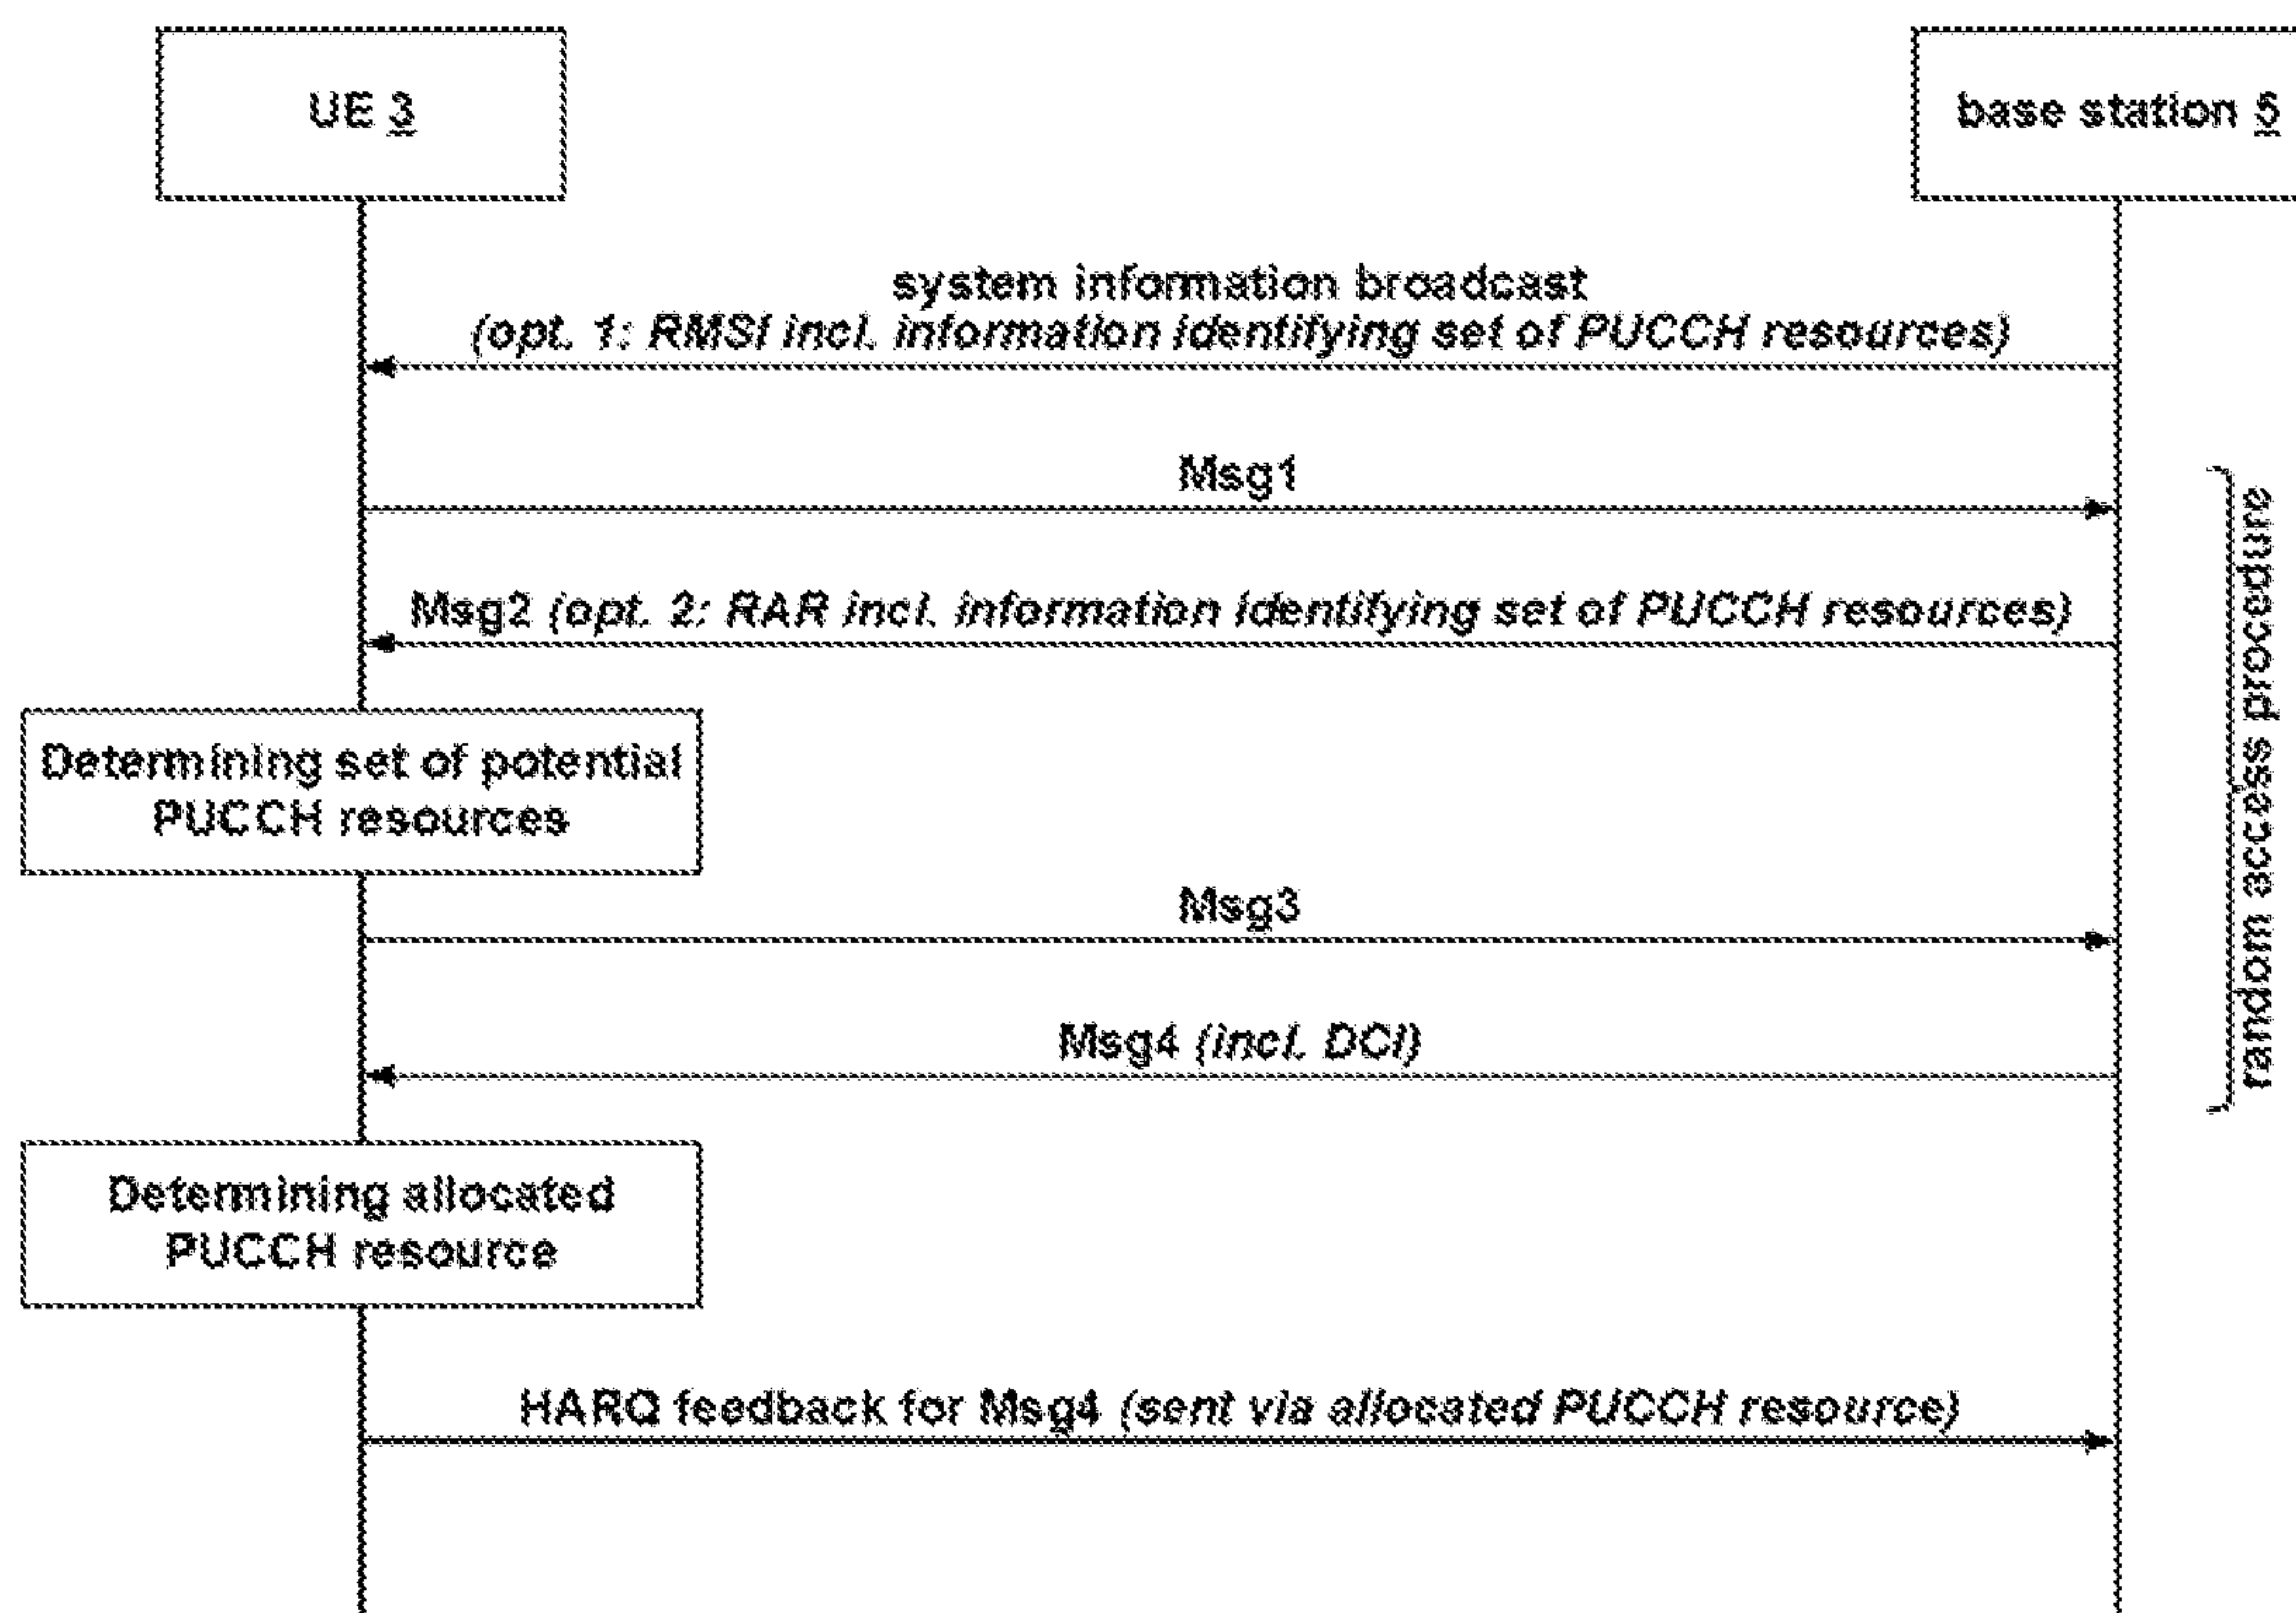 UE 3
base station 5
system information broadcast
(opt. 1: RMSI incl. information identifying set of PUCCH resources)
Msg1
Msg2 (opt. 2: RAR incl. information identifying set of PUCCH resources)
random access procedure
Determining set of potential
PUCCH resources
Msg3
Msg4 (incl. DCI)
Determining allocated
PUCCH resource
HARQ feedback for Msg4 (sent via allocated PUCCH resource)